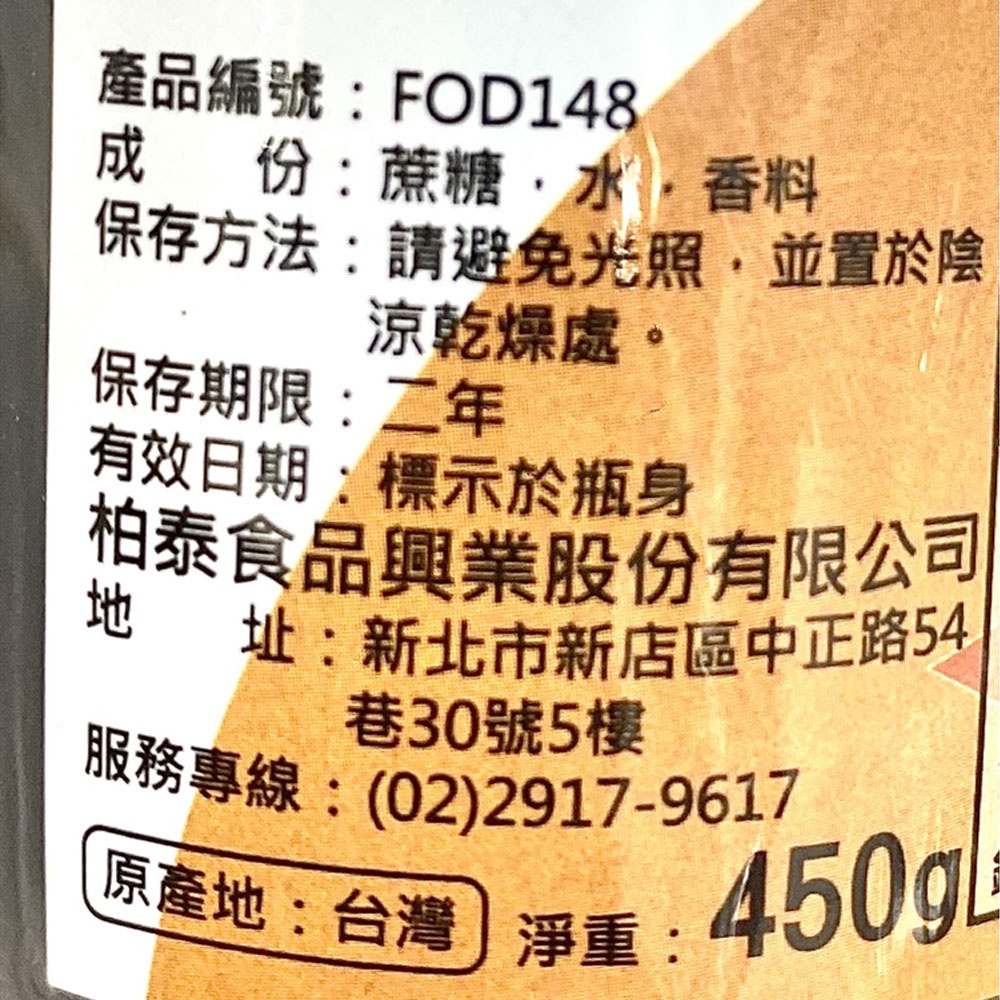 產品編號：FOD148
成　　份：蔗糖，水，香料
保存方法：請避免光照，並置於陰
涼乾燥處。
保存期限：二年
有效日期：標示於瓶身
柏泰食品興業股份有限公司
地　　址：新北市新店區中正路54
巷30號5樓
服務專線：(02)2917-9617
原產地：台灣 淨重：450g